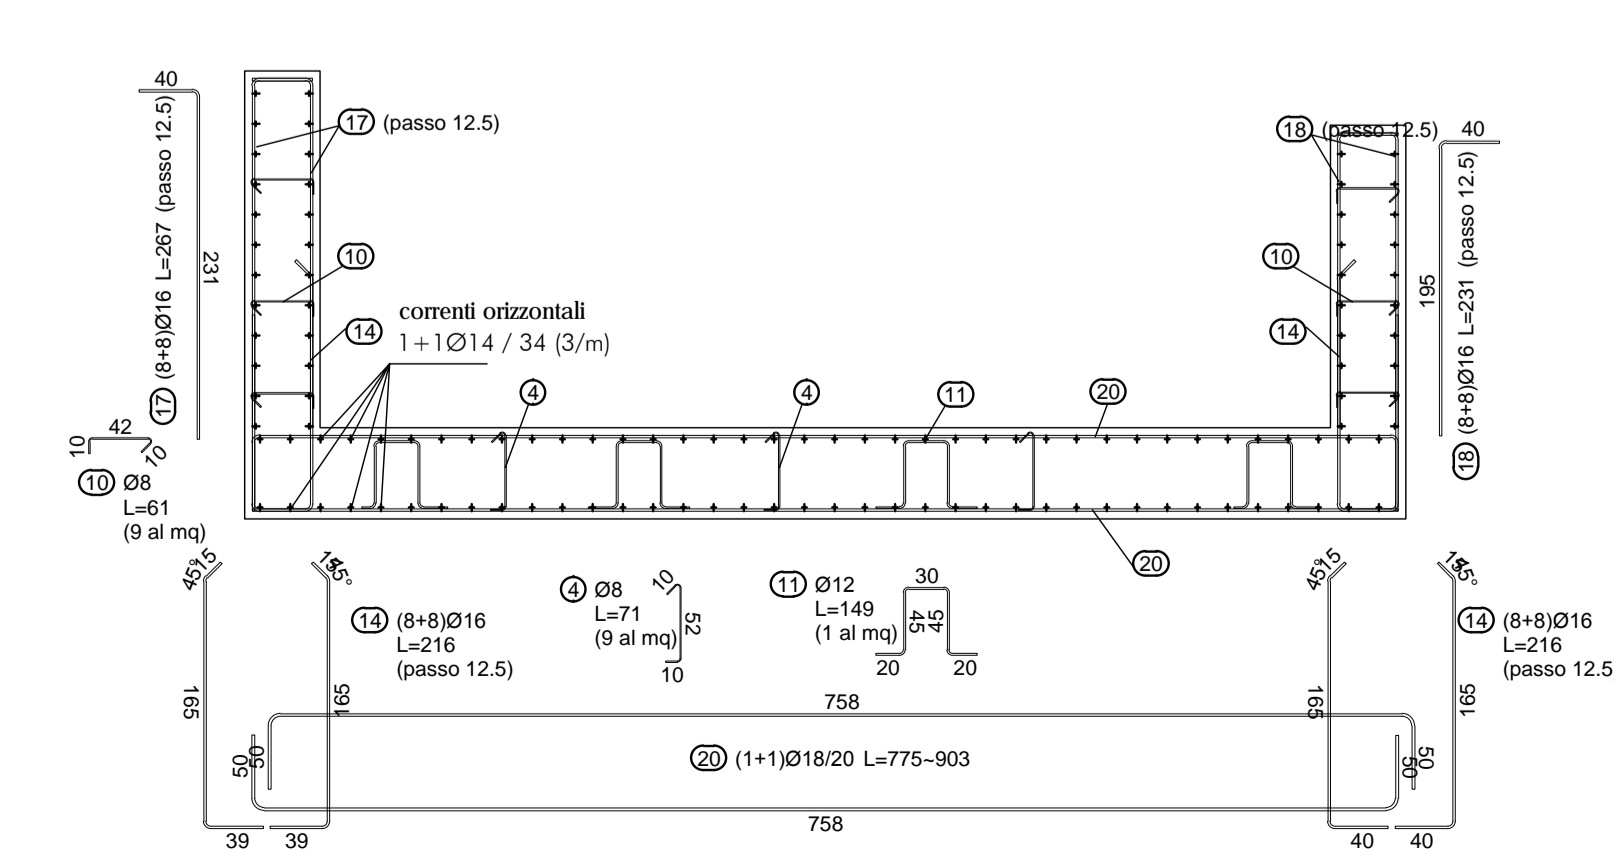 40
17 (8+8)Ø16 L=267 (passo 12.5)
231
17 (passo 12.5)
10
14
correnti orizzontali
1+1Ø14 / 34 (3/m)
4
4
11
20
20
18 (passo 12.5)
40
10
14
195
18 (8+8)Ø16 L=231 (passo 12.5)
42
10
10
10 Ø8
L=61
(9 al mq)
45°
15
15
14 (8+8)Ø16
L=216
(passo 12.5)
165
165
39
39
4 Ø8
L=71
(9 al mq)
10
52
10
11 Ø12
L=149
(1 al mq)
30
45
45
20
20
758
20 (1+1)Ø18/20 L=775~903
758
50
50
50
50
45°
15
15
14 (8+8)Ø16
L=216
(passo 12.5
165
165
40
40